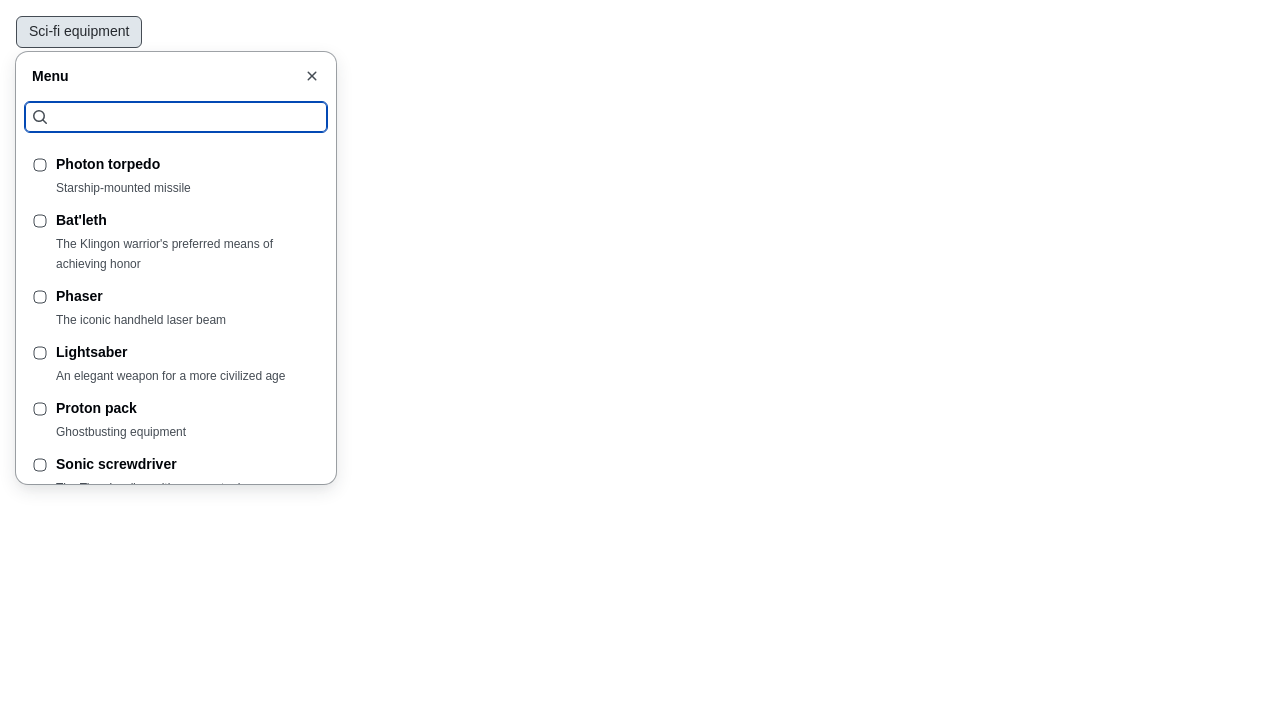 Sci-fi equipment
Menu
Photon torpedo
Starship-mounted missile
Bat'leth
The Klingon warrior's preferred means of
achieving honor
Phaser
The iconic handheld laser beam
Lightsaber
An elegant weapon for a more civilized age
Proton pack
Ghostbusting equipment
Sonic screwdriver